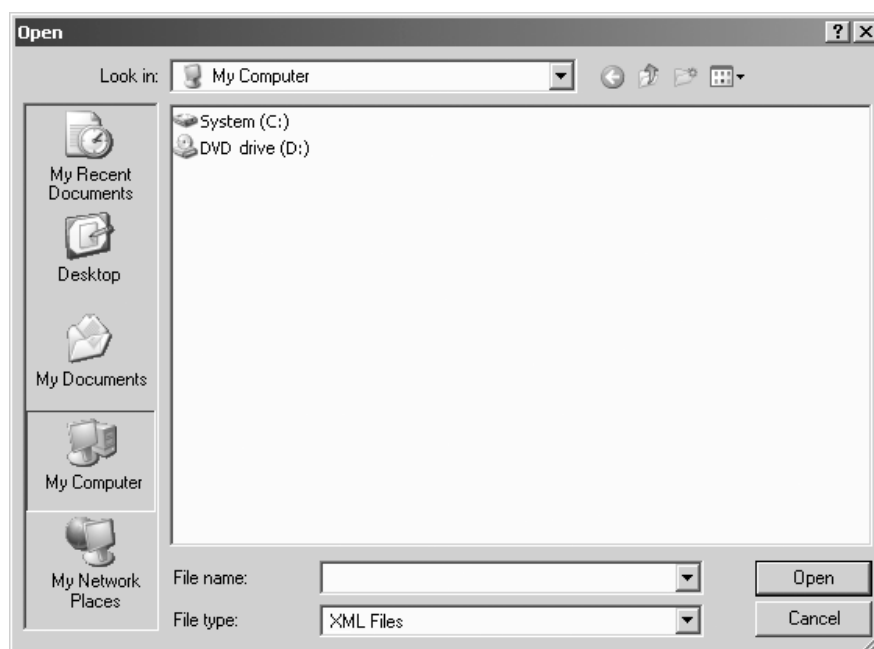 Open
Look in:
My Computer
System (C:)
DVD drive (D:)
My Recent
Documents
Desktop
My Documents
My Computer
My Network
Places
File name:
Open
File type:
XML Files
Cancel